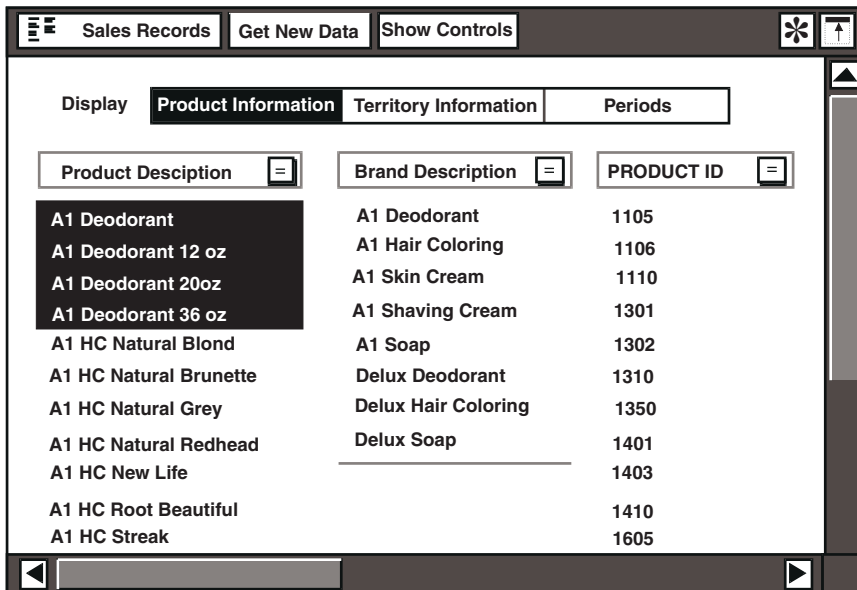 Sales Records Get New Data Show Controls
Display Product Information Territory Information Periods
Product Desciption = Brand Description = PRODUCT ID =
A1 Deodorant A1 Deodorant 1105
A1 Deodorant 12 oz A1 Hair Coloring 1106
A1 Deodorant 20oz A1 Skin Cream 1110
A1 Deodorant 36 oz A1 Shaving Cream 1301
A1 HC Natural Blond A1 Soap 1302
A1 HC Natural Brunette Delux Deodorant 1310
A1 HC Natural Grey Delux Hair Coloring 1350
A1 HC Natural Redhead Delux Soap 1401
A1 HC New Life 1403
A1 HC Root Beautiful 1410
A1 HC Streak 1605